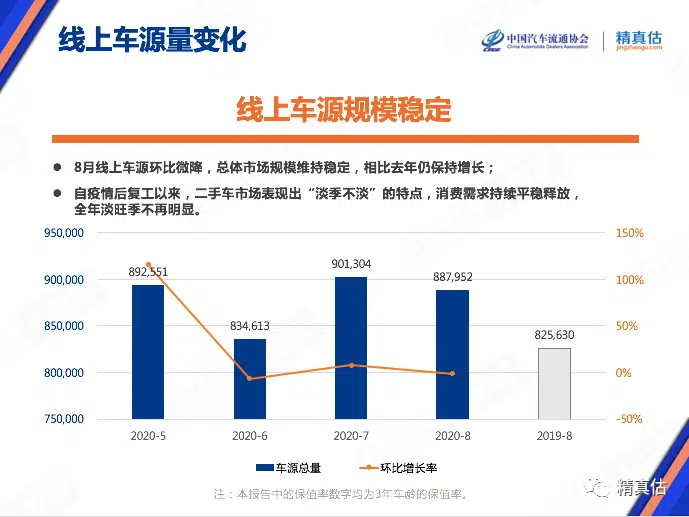 线上车源量变化
中国汽车流通协会
China Automobile Dealers Association
CADA
精真估
jingzhengu.com
线上车源规模稳定
● 8月线上车源环比微降，总体市场规模维持稳定，相比去年仍保持增长；
● 自疫情后复工以来，二手车市场表现出“淡季不淡”的特点，消费需求持续平稳释放，
全年淡旺季不再明显。
950,000
900,000
850,000
800,000
750,000
892,551
834,613
901,304
887,952
825,630
150%
100%
50%
0%
-50%
2020-5 2020-6 2020-7 2020-8 2019-8
车源总量 环比增长率
注：本报告中的保值率数字均为3年车龄的保值率。
精真估